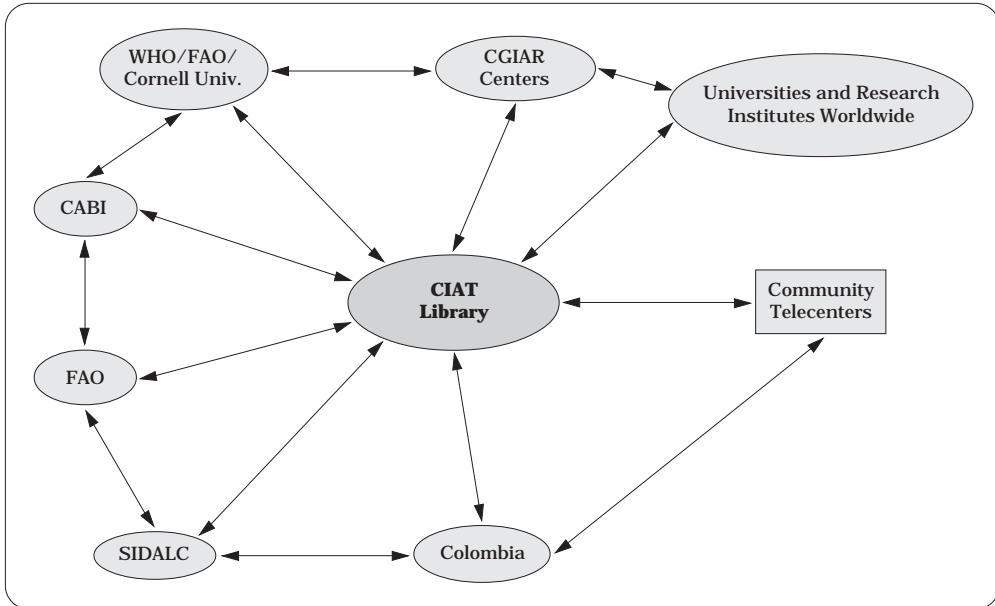 WHO/FAO/
Cornell Univ.
CGIAR
Centers
Universities and Research
Institutes Worldwide
CABI
CIAT
Library
Community
Telecenters
FAO
SIDALC
Colombia